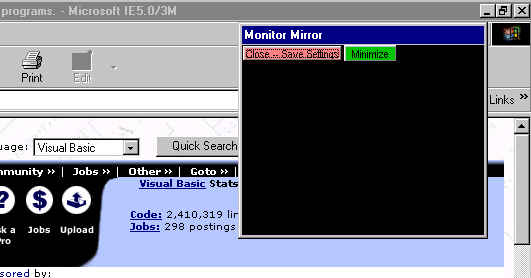 programs. - Microsoft IE5.0/3M
Monitor Mirror
Close -- Save Settings Minimize
Print Edit
Links »
uage: Visual Basic Quick Search
mmunity » | Jobs » | Other » | Goto » |
Visual Basic Stats
Code: 2,410,319 lin
Jobs: 298 postings
k a Jobs Upload
Pro
sored by: